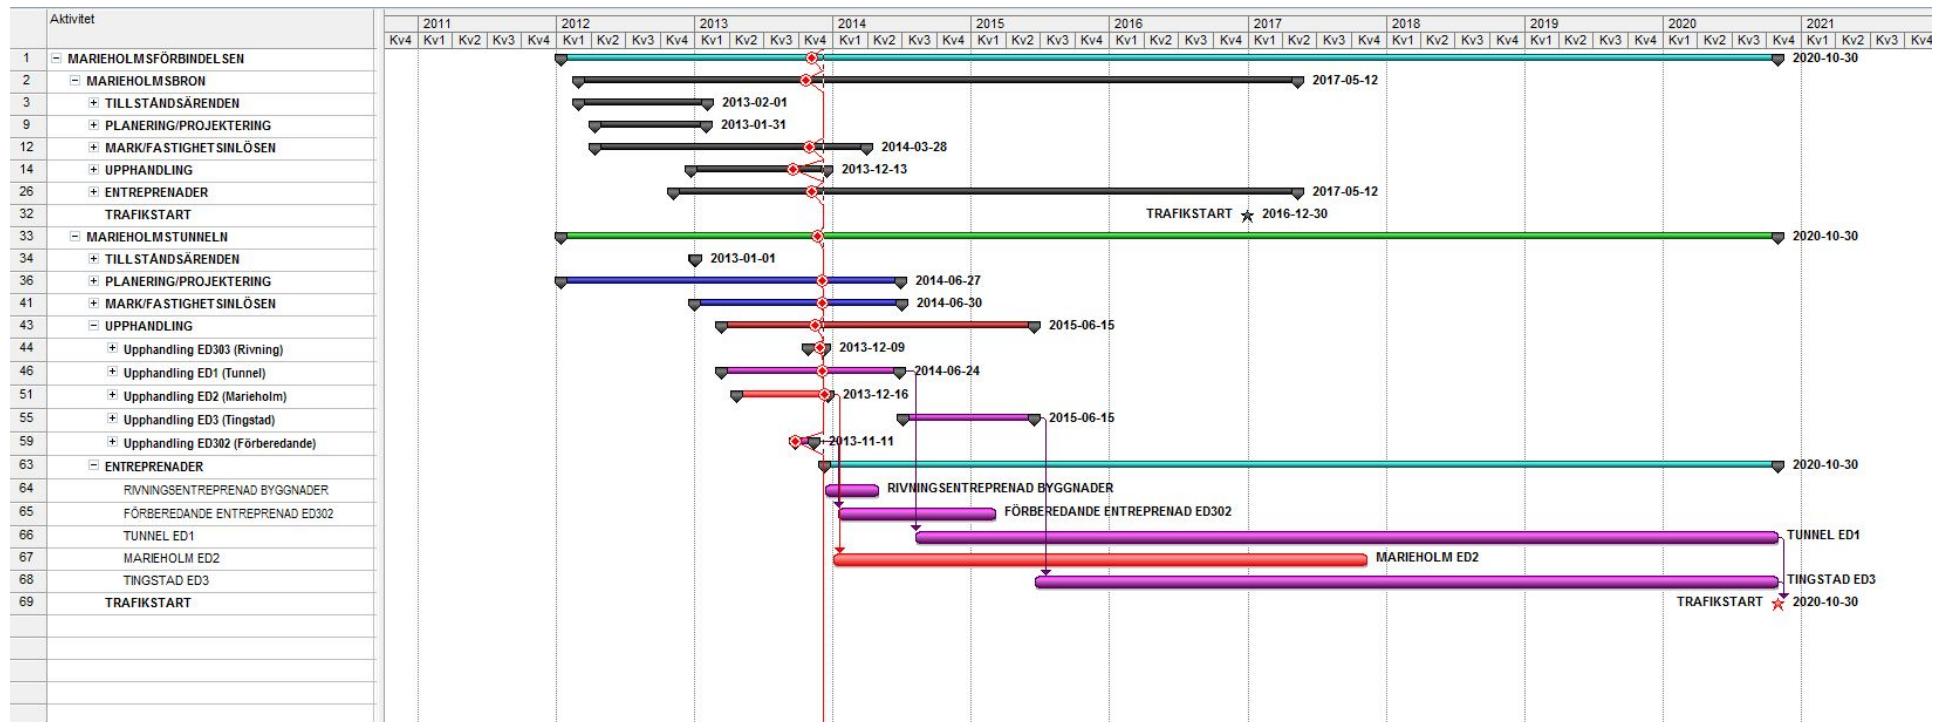 Aktivitet 2011 2012 2013 2014 2015 2016 2017 2018 2019 2020 2021
Kv4 Kv1 Kv2 Kv3 Kv4 Kv1 Kv2 Kv3 Kv4 Kv1 Kv2 Kv3 Kv4 Kv1 Kv2 Kv3 Kv4 Kv1 Kv2 Kv3 Kv4 Kv1 Kv2 Kv3 Kv4 Kv1 Kv2 Kv3 Kv4 Kv1 Kv2 Kv3 Kv4 Kv1 Kv2 Kv3 Kv4 Kv1 Kv2 Kv3 Kv4 Kv1 Kv2 Kv3 Kv4
1 MARIEHOLMSFÖRBINDELSEN 2020-10-30
2 MARIEHOLMSBRON 2017-05-12
3 TILLSTÅNDSÄRENDEN 2013-02-01
9 PLANERING/PROJEKTERING 2013-01-31
12 MARK/FASTIGHETSINLÖSEN 2014-03-28
14 UPPHANDLING 2013-12-13
26 ENTREPRENADER 2017-05-12
32 TRAFIKSTART TRAFIKSTART 2016-12-30
33 MARIEHOLMSTUNNELN 2020-10-30
34 TILLSTÅNDSÄRENDEN 2013-01-01
36 PLANERING/PROJEKTERING 2014-06-27
41 MARK/FASTIGHETSINLÖSEN 2014-06-30
43 UPPHANDLING 2015-06-15
44 Upphandling ED303 (Rivning) 2013-12-09
46 Upphandling ED1 (Tunnel) 2014-06-24
51 Upphandling ED2 (Marieholm) 2013-12-16
55 Upphandling ED3 (Tingstad) 2015-06-15
59 Upphandling ED302 (Förberedande) 2013-11-11
63 ENTREPRENADER 2020-10-30
64 RIVNINGSENTREPRENAD BYGGNADER RIVNINGSENTREPRENAD BYGGNADER
65 FÖRBEREDANDE ENTREPRENAD ED302 FÖRBEREDANDE ENTREPRENAD ED302
66 TUNNEL ED1 TUNNEL ED1
67 MARIEHOLM ED2 MARIEHOLM ED2
68 TINGSTAD ED3 TINGSTAD ED3
69 TRAFIKSTART TRAFIKSTART 2020-10-30